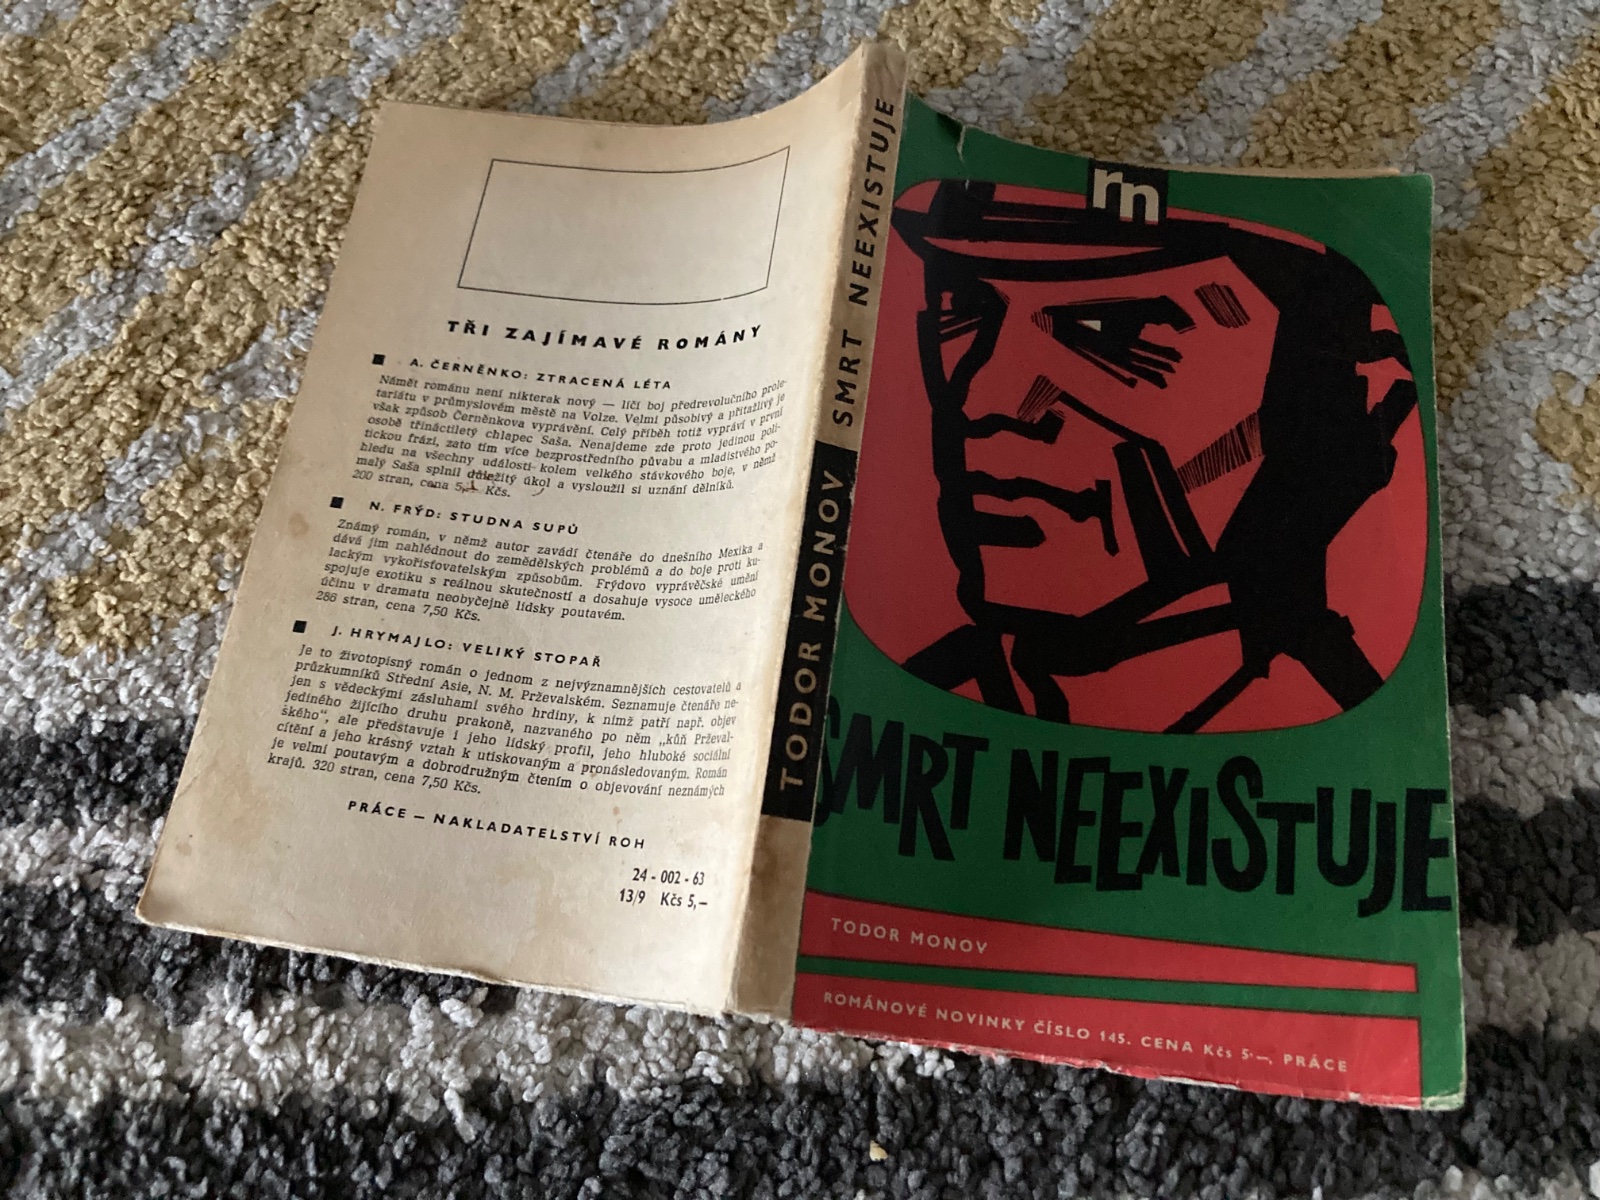 TŘI ZAJÍMAVÉ ROMÁNY
■ A. ČERNĚNKO: ZTRACENÁ LÉTA
Námět románu není nikterak nový — líčí boj předrevolučního prole-
tariátu v průmyslovém městě na Volze. Velmi působivý a přitažlivý je
však způsob Černěnkova vyprávění. Celý příběh totiž vypráví v první
osobě třináctiletý chlapec Saša. Nenajdeme zde proto jedinou poli-
tickou frázi, zato tím více bezprostředního půvabu a mladistvého po-
hledu na všechny události kolem velkého stávkového boje, v němž
malý Saša splnil důležitý úkol a vysloužil si uznání dělníků.
200 stran, cena 5,— Kčs.
■ N. FRÝD: STUDNA SUPŮ
Známý román, v němž autor zavádí čtenáře do dnešního Mexika a
dává jim nahlédnout do zemědělských problémů a do boje proti ku-
lackým vykořisťovatelským způsobům. Frýdovo vyprávěčské umění
spojuje exotiku s reálnou skutečností a dosahuje vysoce uměleckého
účinu v dramatu neobyčejně lidsky poutavém.
288 stran, cena 7,50 Kčs.
■ J. HRYMAJLO: VELIKÝ STOPAŘ
Je to životopisný román o jednom z nejvýznamnějších cestovatelů a
průzkumníků Střední Asie, N. M. Prževalském. Seznamuje čtenáře ne-
jen s vědeckými zásluhami svého hrdiny, k nimž patří např. objev
jediného žijícího druhu prakoně, nazvaného po něm „kůň Prževal-
ského“, ale představuje i jeho lidský profil, jeho hluboké sociální
cítění a jeho krásný vztah k utiskovaným a pronásledovaným. Román
je velmi poutavým a dobrodružným čtením o objevování neznámých
krajů. 320 stran, cena 7,50 Kčs.
PRÁCE — NAKLADATELSTVÍ ROH
24 - 002 - 63
13/9 Kčs 5,—
TODOR MONOV SMRT NEEXISTUJE
rn
SMRT NEEXISTUJE
TODOR MONOV
ROMÁNOVÉ NOVINKY ČÍSLO 145. CENA Kčs 5·—, PRÁCE